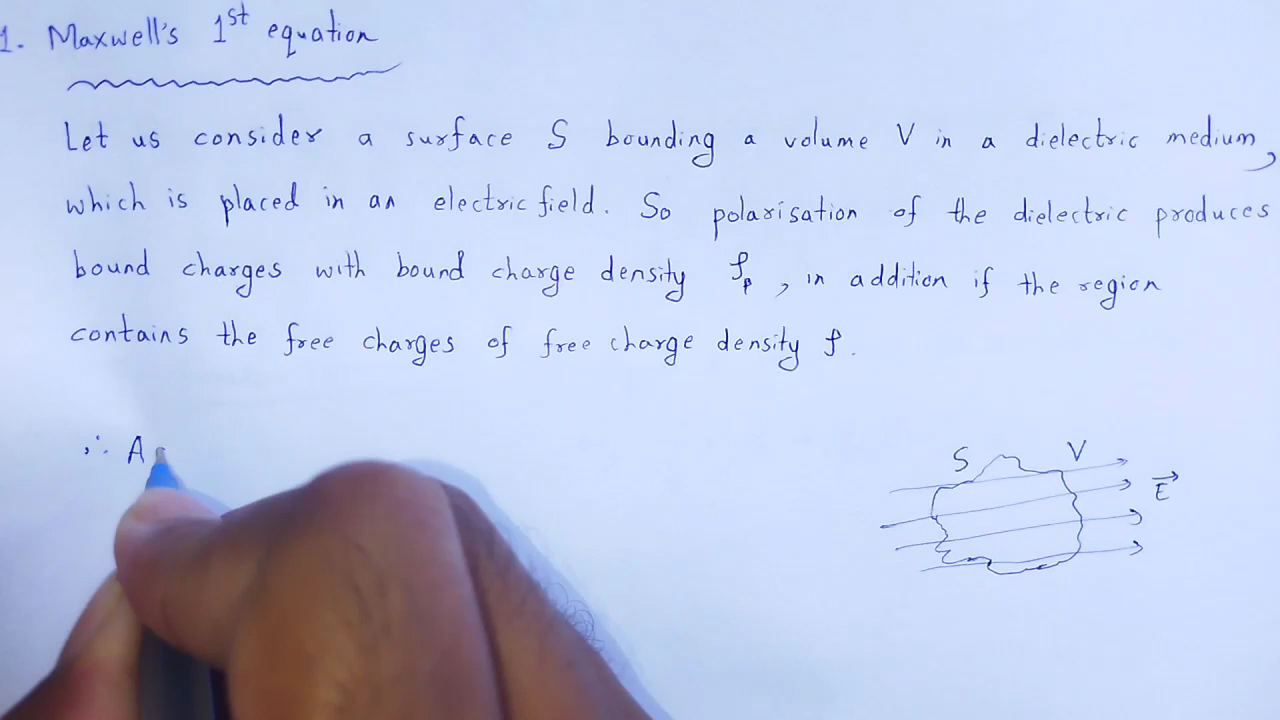 1. Maxwell's 1st equation
Let us consider a surface S bounding a volume V in a dielectric medium,
which is placed in an electric field. So polarisation of the dielectric produces
bound charges with bound charge density ρₚ, in addition if the region
contains the free charges of free charge density ρ.
∴ A
S V
E⃗